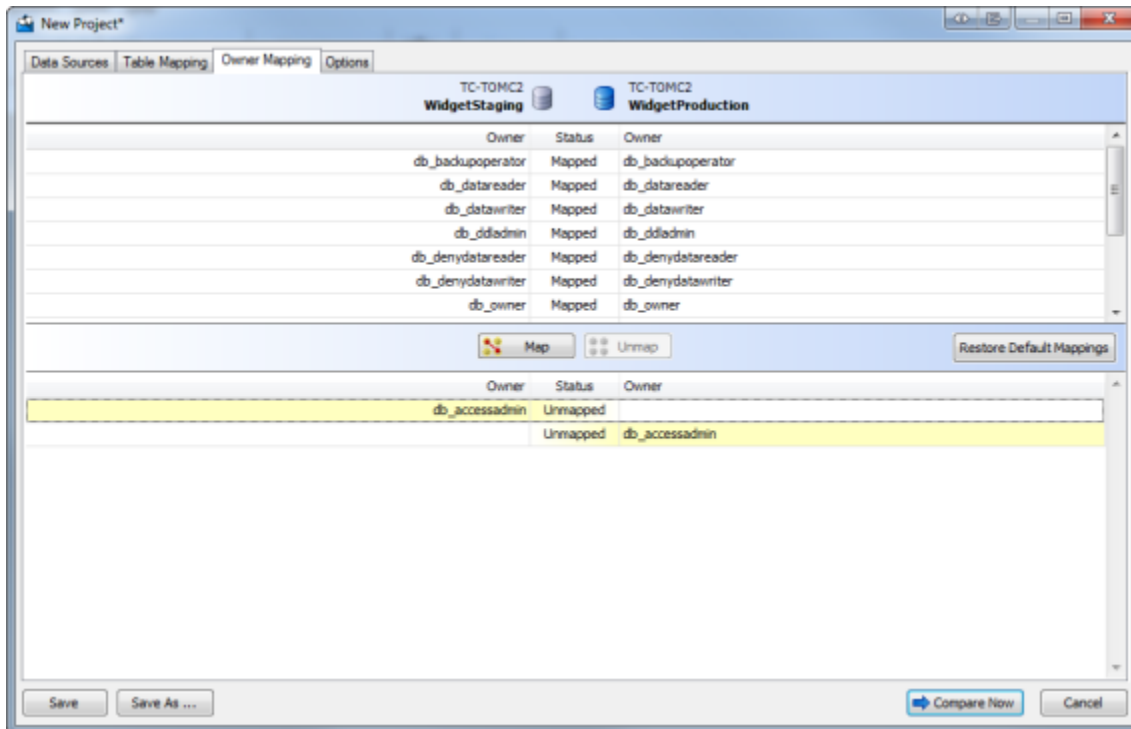 New Project*
Data Sources Table Mapping Owner Mapping Options
TC-TOMC2 TC-TOMC2
WidgetStaging WidgetProduction
Owner Status Owner
db_backupoperator Mapped db_backupoperator
db_datareader Mapped db_datareader
db_datawriter Mapped db_datawriter
db_ddladmin Mapped db_ddladmin
db_denydatareader Mapped db_denydatareader
db_denydatawriter Mapped db_denydatawriter
db_owner Mapped db_owner
Map Unmap Restore Default Mappings
Owner Status Owner
db_accessadmin Unmapped
Unmapped db_accessadmin
Save Save As ... Compare Now Cancel